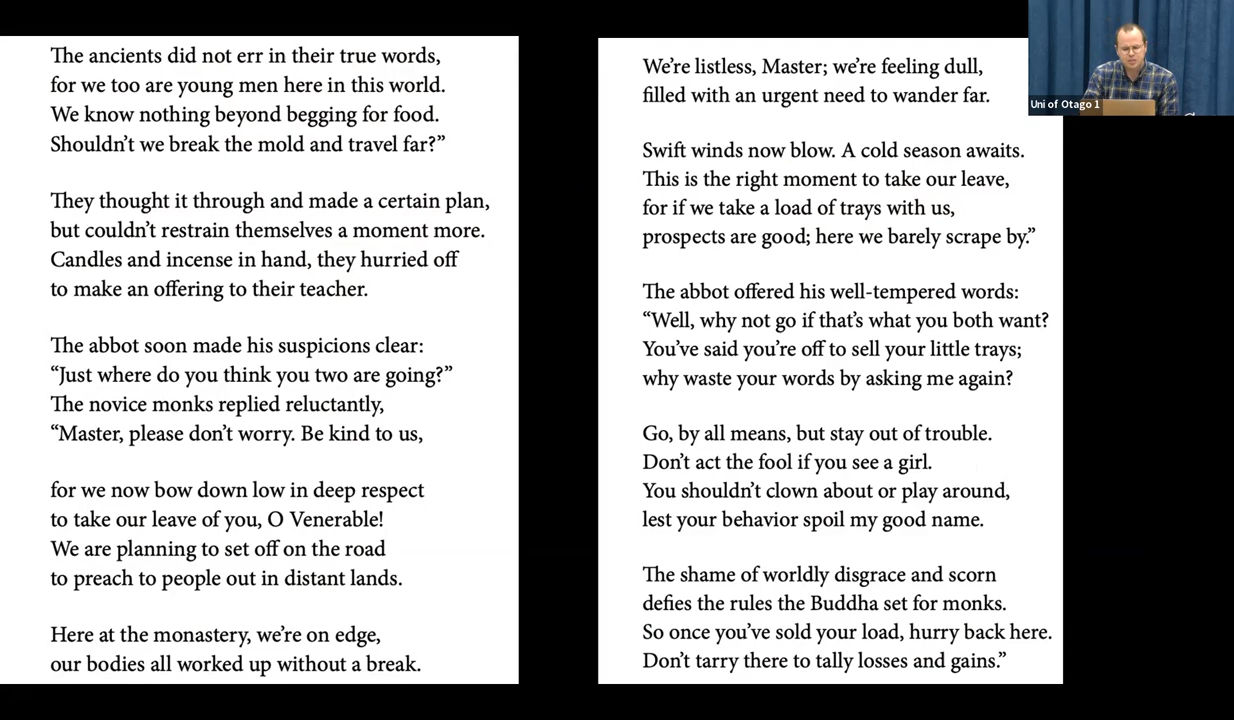 The ancients did not err in their true words,
for we too are young men here in this world.
We know nothing beyond begging for food.
Shouldn’t we break the mold and travel far?”
They thought it through and made a certain plan,
but couldn’t restrain themselves a moment more.
Candles and incense in hand, they hurried off
to make an offering to their teacher.
The abbot soon made his suspicions clear:
“Just where do you think you two are going?”
The novice monks replied reluctantly,
“Master, please don’t worry. Be kind to us,
for we now bow down low in deep respect
to take our leave of you, O Venerable!
We are planning to set off on the road
to preach to people out in distant lands.
Here at the monastery, we’re on edge,
our bodies all worked up without a break.
We’re listless, Master; we’re feeling dull,
filled with an urgent need to wander far.
Swift winds now blow. A cold season awaits.
This is the right moment to take our leave,
for if we take a load of trays with us,
prospects are good; here we barely scrape by.”
The abbot offered his well-tempered words:
“Well, why not go if that’s what you both want?
You’ve said you’re off to sell your little trays;
why waste your words by asking me again?
Go, by all means, but stay out of trouble.
Don’t act the fool if you see a girl.
You shouldn’t clown about or play around,
lest your behavior spoil my good name.
The shame of worldly disgrace and scorn
defies the rules the Buddha set for monks.
So once you’ve sold your load, hurry back here.
Don’t tarry there to tally losses and gains.”
Uni of Otago 1